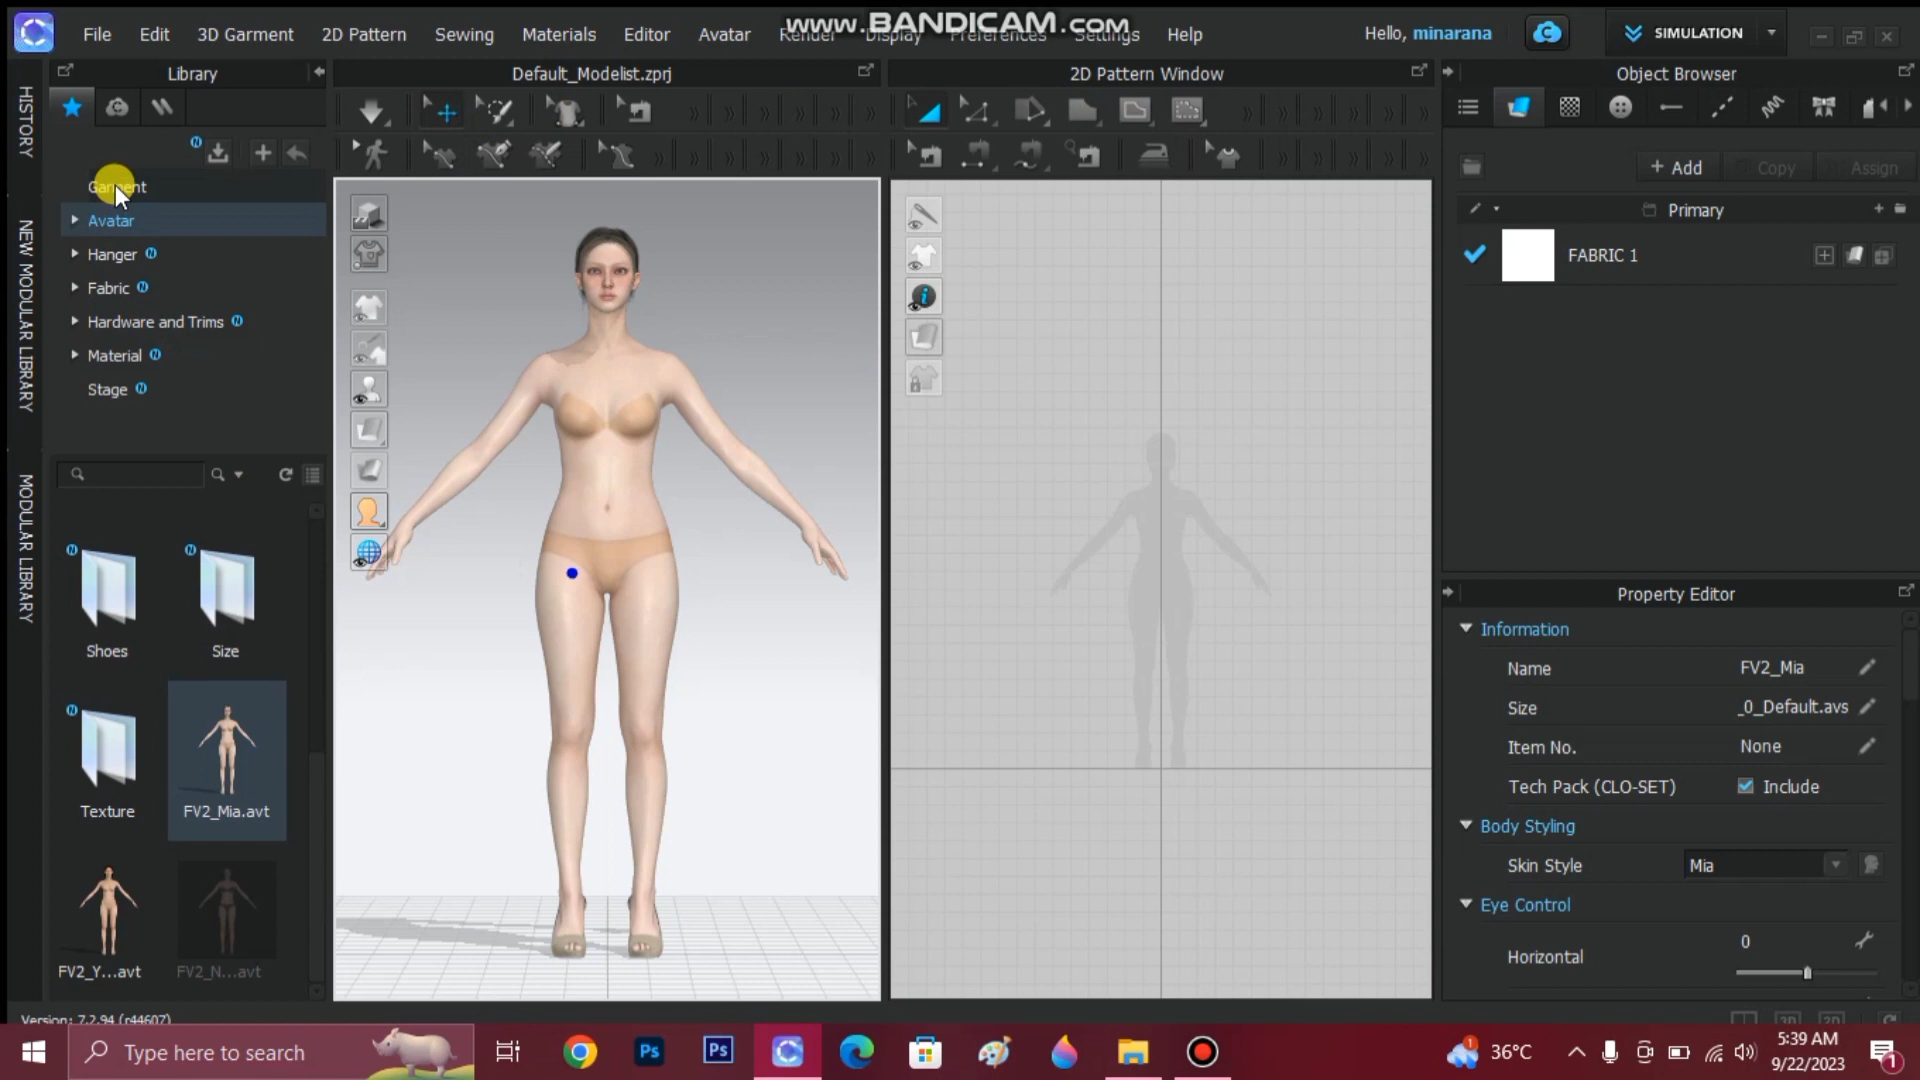 www.BANDICAM.com
File Edit 3D Garment 2D Pattern Sewing Materials Editor Avatar Render Display Preferences Settings Help
Hello, minarana
SIMULATION
Library
Default_Modelist.zprj
2D Pattern Window
Object Browser
HISTORY
NEW MODULAR LIBRARY
MODULAR LIBRARY
Garment
Avatar
Hanger N
Fabric N
Hardware and Trims N
Material N
Stage N
Shoes
Size
Texture
FV2_Mia.avt
FV2_Y...avt
FV2_N...avt
+ Add Copy Assign
Primary
FABRIC 1
Property Editor
Information
Name FV2_Mia
Size _0_Default.avs
Item No. None
Tech Pack (CLO-SET) Include
Body Styling
Skin Style Mia
Eye Control
Horizontal 0
Version: 7.2.94 (r44607)
3D 2D
Type here to search
Ps
Ps
36°C
5:39 AM
9/22/2023
1